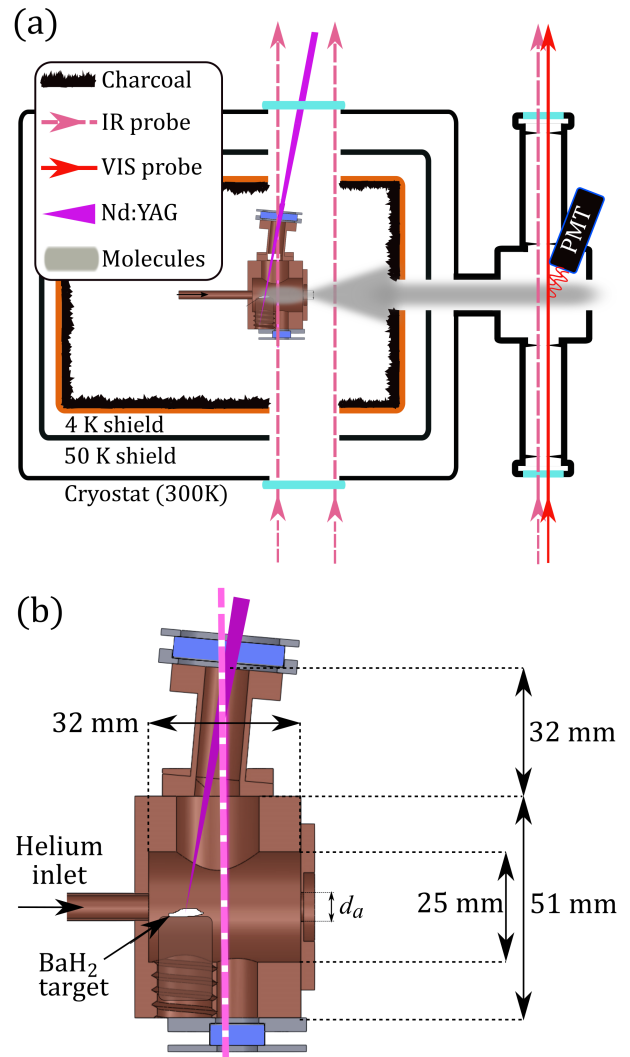 (a)
Charcoal
IR probe
VIS probe
Nd:YAG
Molecules
PMT
4 K shield
50 K shield
Cryostat (300K)
(b)
32 mm
32 mm
Helium
inlet
dₐ
25 mm
51 mm
BaH₂
target